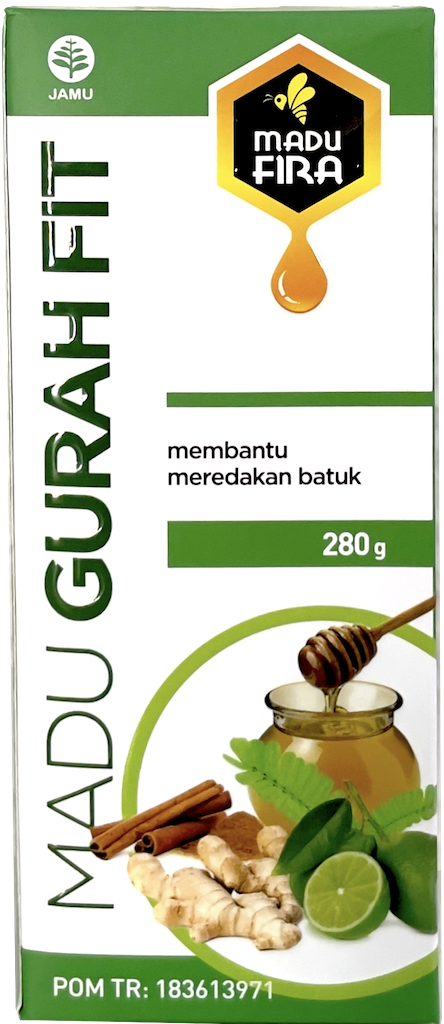 JAMU
MADU
FIRA
MADU GURAH FIT
membantu
meredakan batuk
280 g
POM TR: 183613971